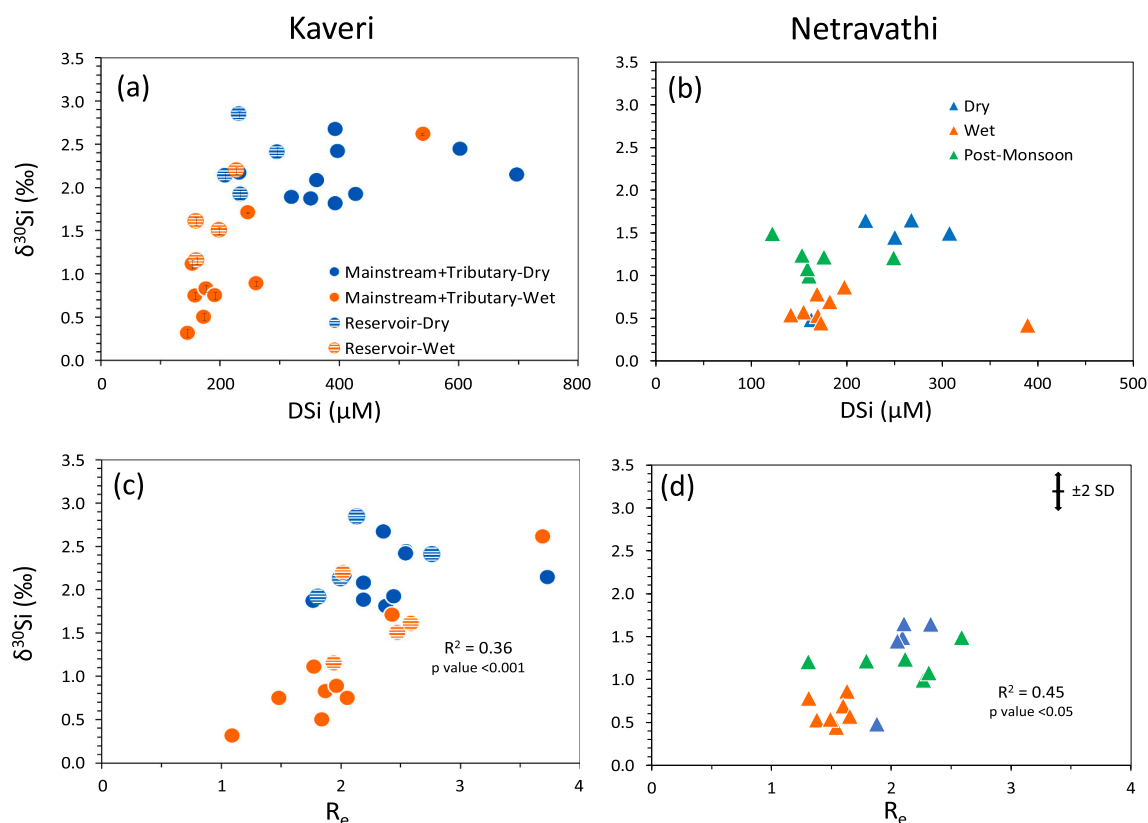 Kaveri
Netravathi
3.5
3.0
2.5
2.0
1.5
1.0
0.5
0.0
δ³⁰Si (‰)
(a)
Mainstream+Tributary-Dry
Mainstream+Tributary-Wet
Reservoir-Dry
Reservoir-Wet
0 200 400 600 800
DSi (μM)
3.5
3.0
2.5
2.0
1.5
1.0
0.5
0.0
(b)
Dry
Wet
Post-Monsoon
0 100 200 300 400 500
DSi (μM)
3.5
3.0
2.5
2.0
1.5
1.0
0.5
0.0
δ³⁰Si (‰)
(c)
R² = 0.36
p value <0.001
0 1 2 3 4
Rₑ
3.5
3.0
2.5
2.0
1.5
1.0
0.5
0.0
(d)
±2 SD
R² = 0.45
p value <0.05
0 1 2 3 4
Rₑ